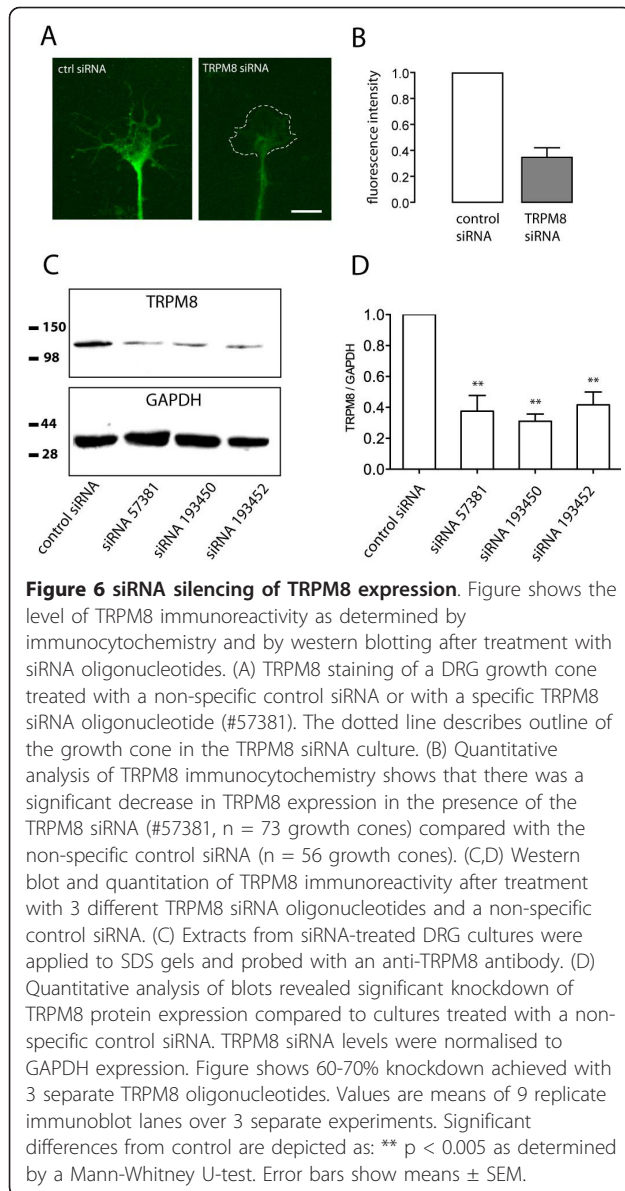 A
B
ctrl siRNA
TRPM8 siRNA
fluorescence intensity
1.0
0.8
0.6
0.4
0.2
0.0
control siRNA
TRPM8 siRNA
C
D
TRPM8
150
98
GAPDH
44
28
control siRNA
siRNA 57381
siRNA 193450
siRNA 193452
TRPM8 / GAPDH
1.0
0.8
0.6
0.4
0.2
0.0
**
**
**
control siRNA
siRNA 57381
siRNA 193450
siRNA 193452
Figure 6 siRNA silencing of TRPM8 expression. Figure shows the
level of TRPM8 immunoreactivity as determined by
immunocytochemistry and by western blotting after treatment with
siRNA oligonucleotides. (A) TRPM8 staining of a DRG growth cone
treated with a non-specific control siRNA or with a specific TRPM8
siRNA oligonucleotide (#57381). The dotted line describes outline of
the growth cone in the TRPM8 siRNA culture. (B) Quantitative
analysis of TRPM8 immunocytochemistry shows that there was a
significant decrease in TRPM8 expression in the presence of the
TRPM8 siRNA (#57381, n = 73 growth cones) compared with the
non-specific control siRNA (n = 56 growth cones). (C,D) Western
blot and quantitation of TRPM8 immunoreactivity after treatment
with 3 different TRPM8 siRNA oligonucleotides and a non-specific
control siRNA. (C) Extracts from siRNA-treated DRG cultures were
applied to SDS gels and probed with an anti-TRPM8 antibody. (D)
Quantitative analysis of blots revealed significant knockdown of
TRPM8 protein expression compared to cultures treated with a non-
specific control siRNA. TRPM8 siRNA levels were normalised to
GAPDH expression. Figure shows 60-70% knockdown achieved with
3 separate TRPM8 oligonucleotides. Values are means of 9 replicate
immunoblot lanes over 3 separate experiments. Significant
differences from control are depicted as: ** p < 0.005 as determined
by a Mann-Whitney U-test. Error bars show means ± SEM.